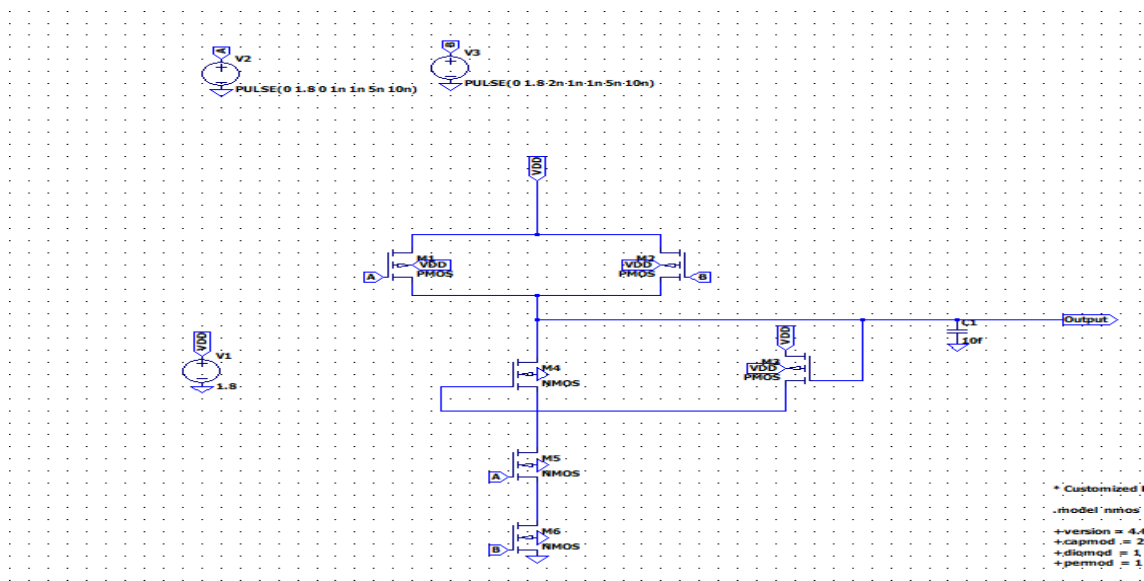 A
V2
PULSE(0 1.8 0 1n 1n 5n 10n)
B
V3
PULSE(0 1.8 2n 1n 1n 5n 10n)
VDD
M1
VDD
PMOS
A
M2
VDD
PMOS
B
VDD
V1
1.8
VDD
M3
VDD
PMOS
C1
10f
Output
M4
NMOS
M5
A
NMOS
M6
B
NMOS
* Customized
.model nmos
+version = 4.4
+capmod = 2
+diomod = 1
+permod = 1